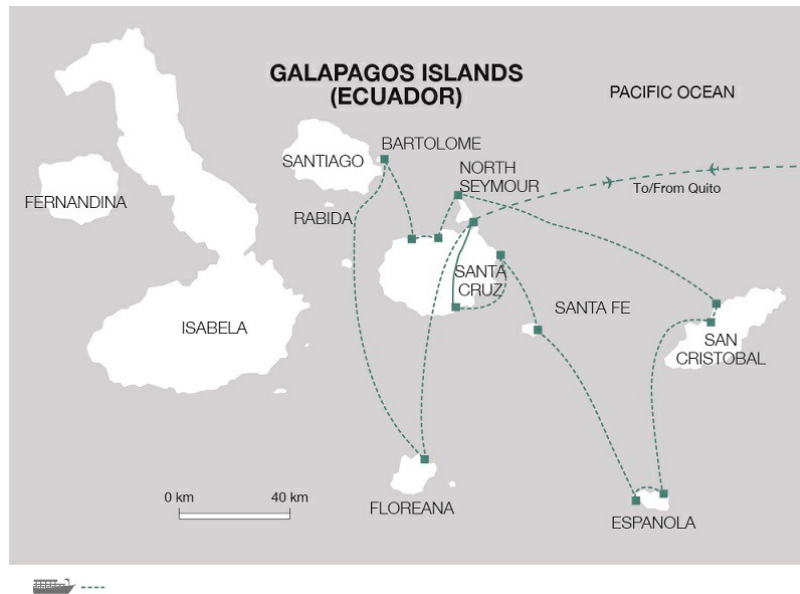 GALAPAGOS ISLANDS
(ECUADOR)
PACIFIC OCEAN
BARTOLOME
SANTIAGO
NORTH
SEYMOUR
To/From Quito
FERNANDINA
RABIDA
SANTA
CRUZ
SANTA FE
ISABELA
SAN
CRISTOBAL
0 km 40 km
FLOREANA
ESPANOLA